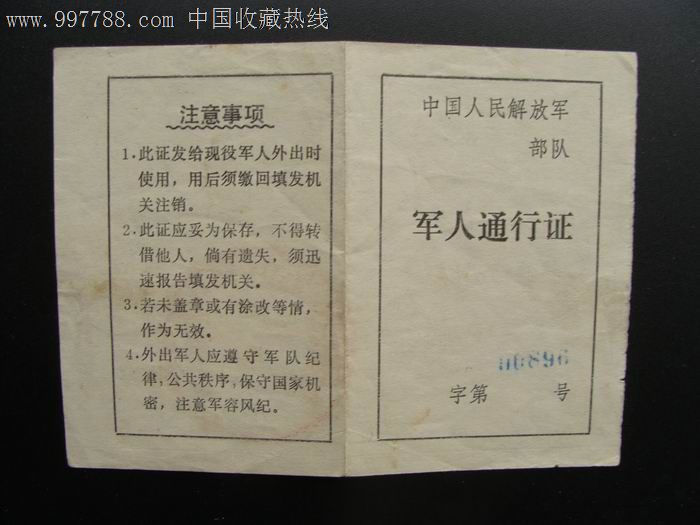 www.997788.com 中国收藏热线
注意事项
1.此证发给现役军人外出时
使用,用后须缴回填发机
关注销。
2.此证应妥为保存,不得转
借他人,倘有遗失,须迅
速报告填发机关。
3.若未盖章或有涂改等情,
作为无效。
4.外出军人应遵守军队纪
律,公共秩序,保守国家机
密,注意军容风纪。
中国人民解放军
部队
军人通行证
00896
字第 号